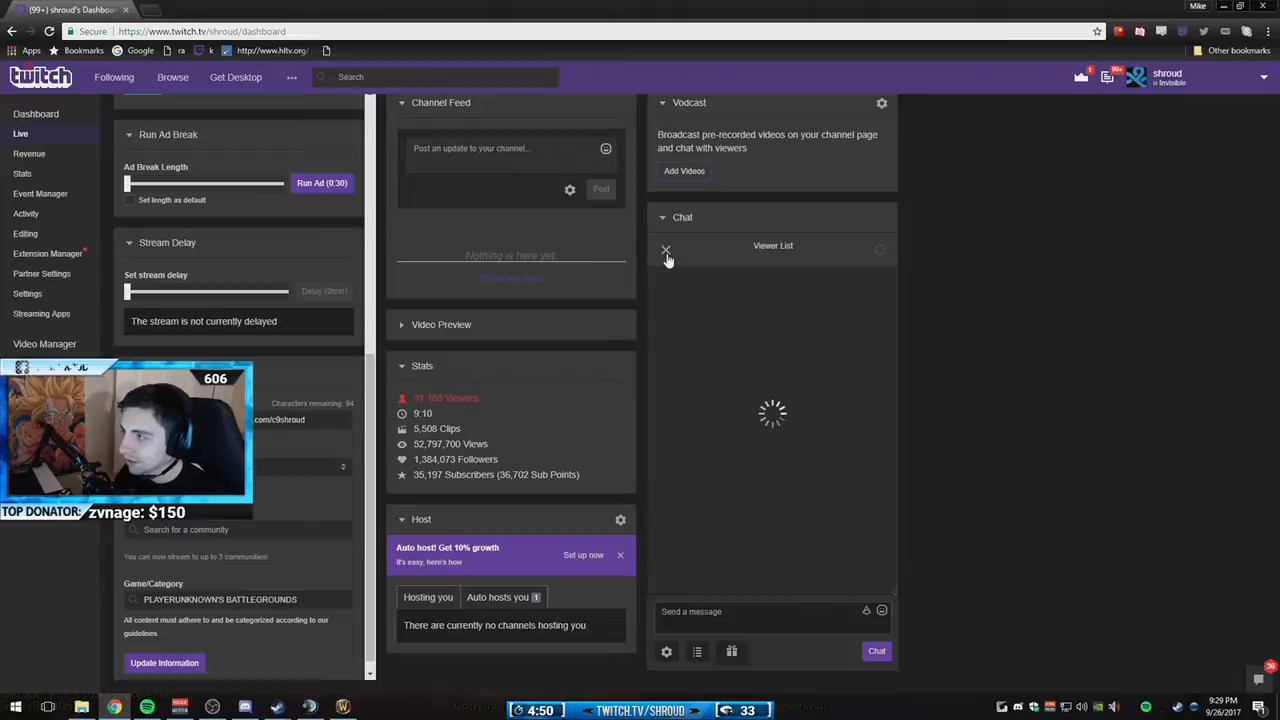 (99+) shroud's Dashbo
Mike
Secure
https://www.twitch.tv/shroud/dashboard
Apps
Bookmarks
Google
ra
k
http://www.hltv.org/
Other bookmarks
twitch
Following
Browse
Get Desktop
Search
1
99+
shroud
Invisible
Dashboard
Live
Revenue
Stats
Event Manager
Activity
Editing
Extension Manager
Partner Settings
Settings
Streaming Apps
Video Manager
Run Ad Break
Ad Break Length
Run Ad (0:30)
Set length as default
Stream Delay
Set stream delay
Delay (0mm)
The stream is not currently delayed
606
Characters remaining: 94
.com/c9shroud
TOP DONATOR: zvnage: $150
Search for a community
You can now stream to up to 3 communities!
Game/Category
PLAYERUNKNOWN'S BATTLEGROUNDS
All content must adhere to and be categorized according to our
guidelines.
Update Information
Channel Feed
Post an update to your channel...
Post
Nothing is here yet
Video Preview
Stats
Viewers
9:10
5,508 Clips
52,797,700 Views
1,384,073 Followers
35,197 Subscribers (36,702 Sub Points)
Host
Auto host! Get 10% growth
It's easy, here's how
Set up now
Hosting you
Auto hosts you 1
There are currently no channels hosting you
Vodcast
Broadcast pre-recorded videos on your channel page
and chat with viewers
Add Videos
Chat
Viewer List
Send a message
Chat
36
4:50
TWITCH.TV/SHROUD
33
9:29 PM
9/26/2017